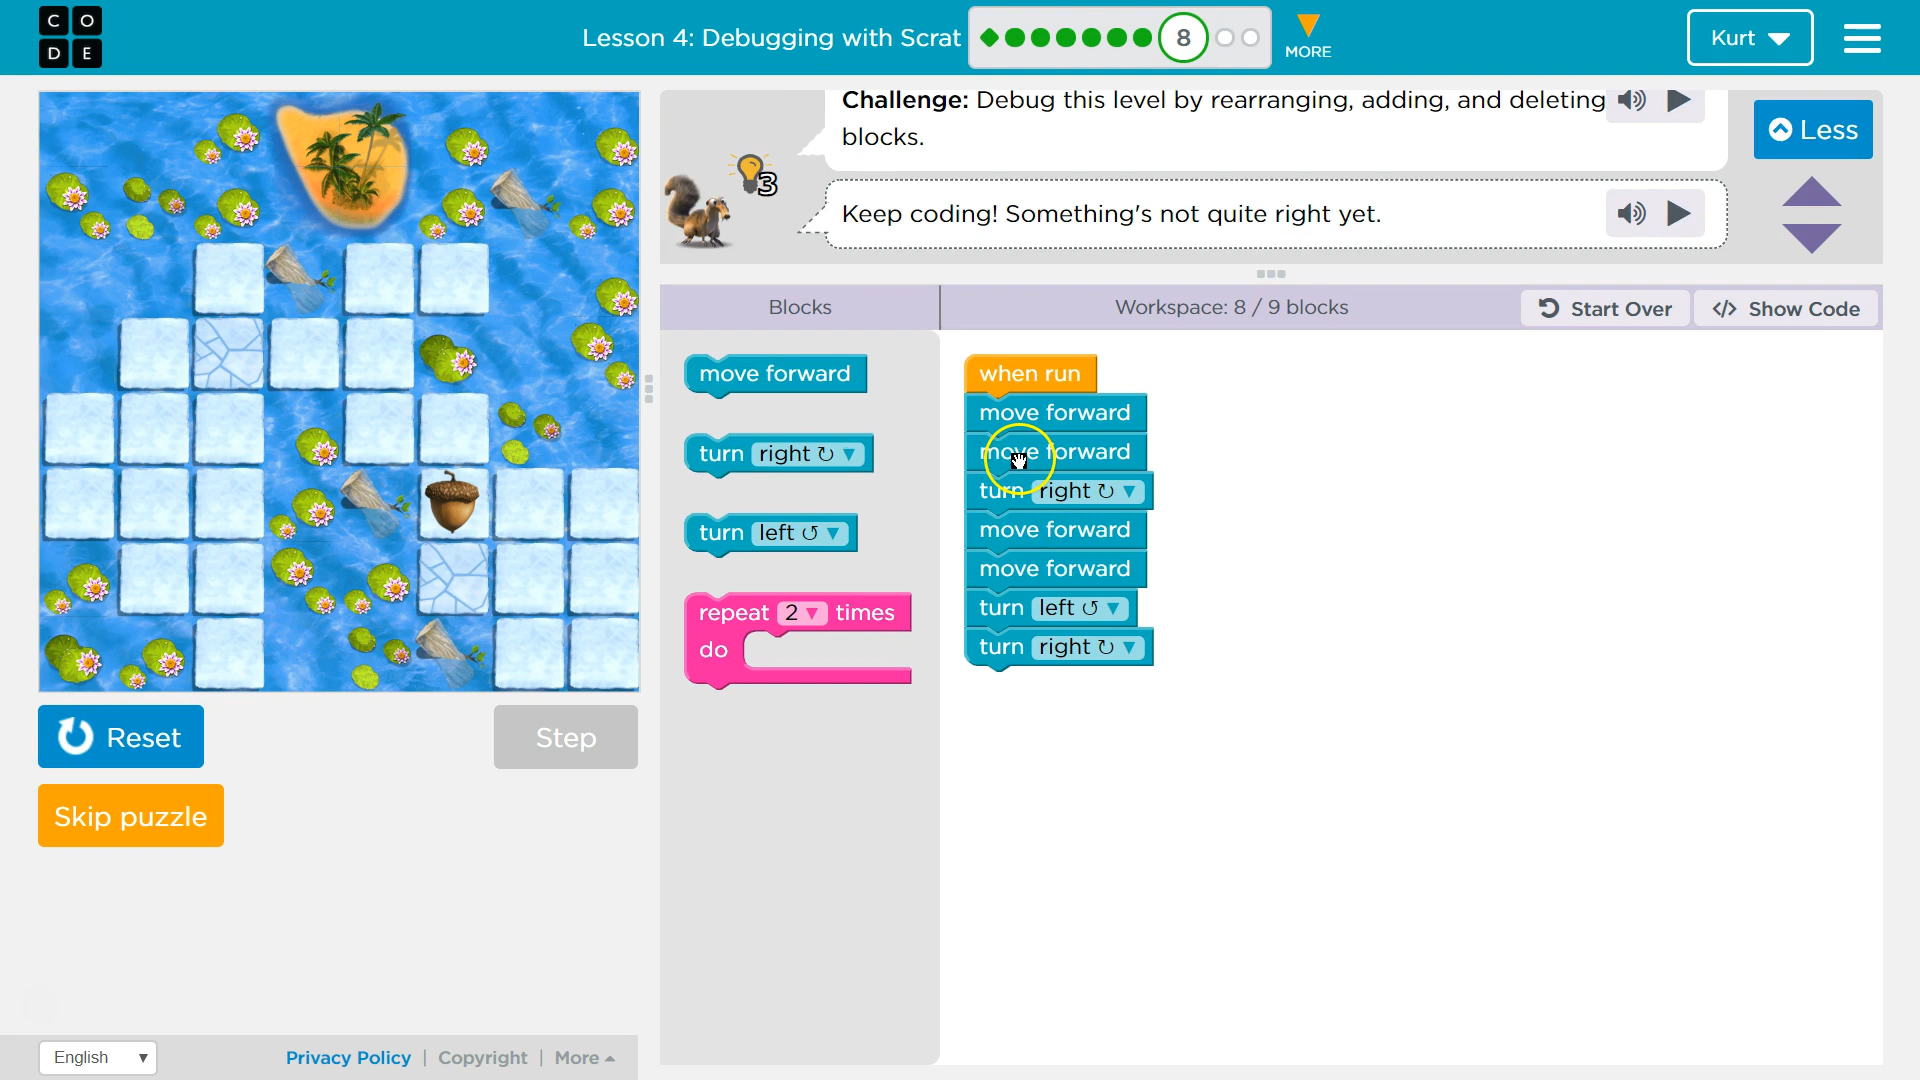 C O
D E
Lesson 4: Debugging with Scrat
8
MORE
Kurt
Challenge: Debug this level by rearranging, adding, and deleting
blocks.
Less
3
Keep coding! Something's not quite right yet.
Blocks
Workspace: 8 / 9 blocks
Start Over
</> Show Code
move forward
turn right ↻ ▼
turn left ↺ ▼
repeat 2 ▼ times
do
when run
move forward
move forward
turn right ↻ ▼
move forward
move forward
turn left ↺ ▼
turn right ↻ ▼
Reset
Step
Skip puzzle
English ▼
Privacy Policy | Copyright | More